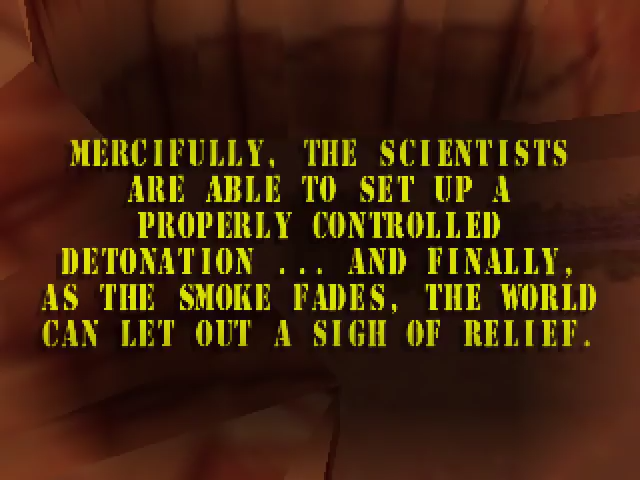 MERCIFULLY, THE SCIENTISTS
ARE ABLE TO SET UP A
PROPERLY CONTROLLED
DETONATION ... AND FINALLY,
AS THE SMOKE FADES, THE WORLD
CAN LET OUT A SIGH OF RELIEF.